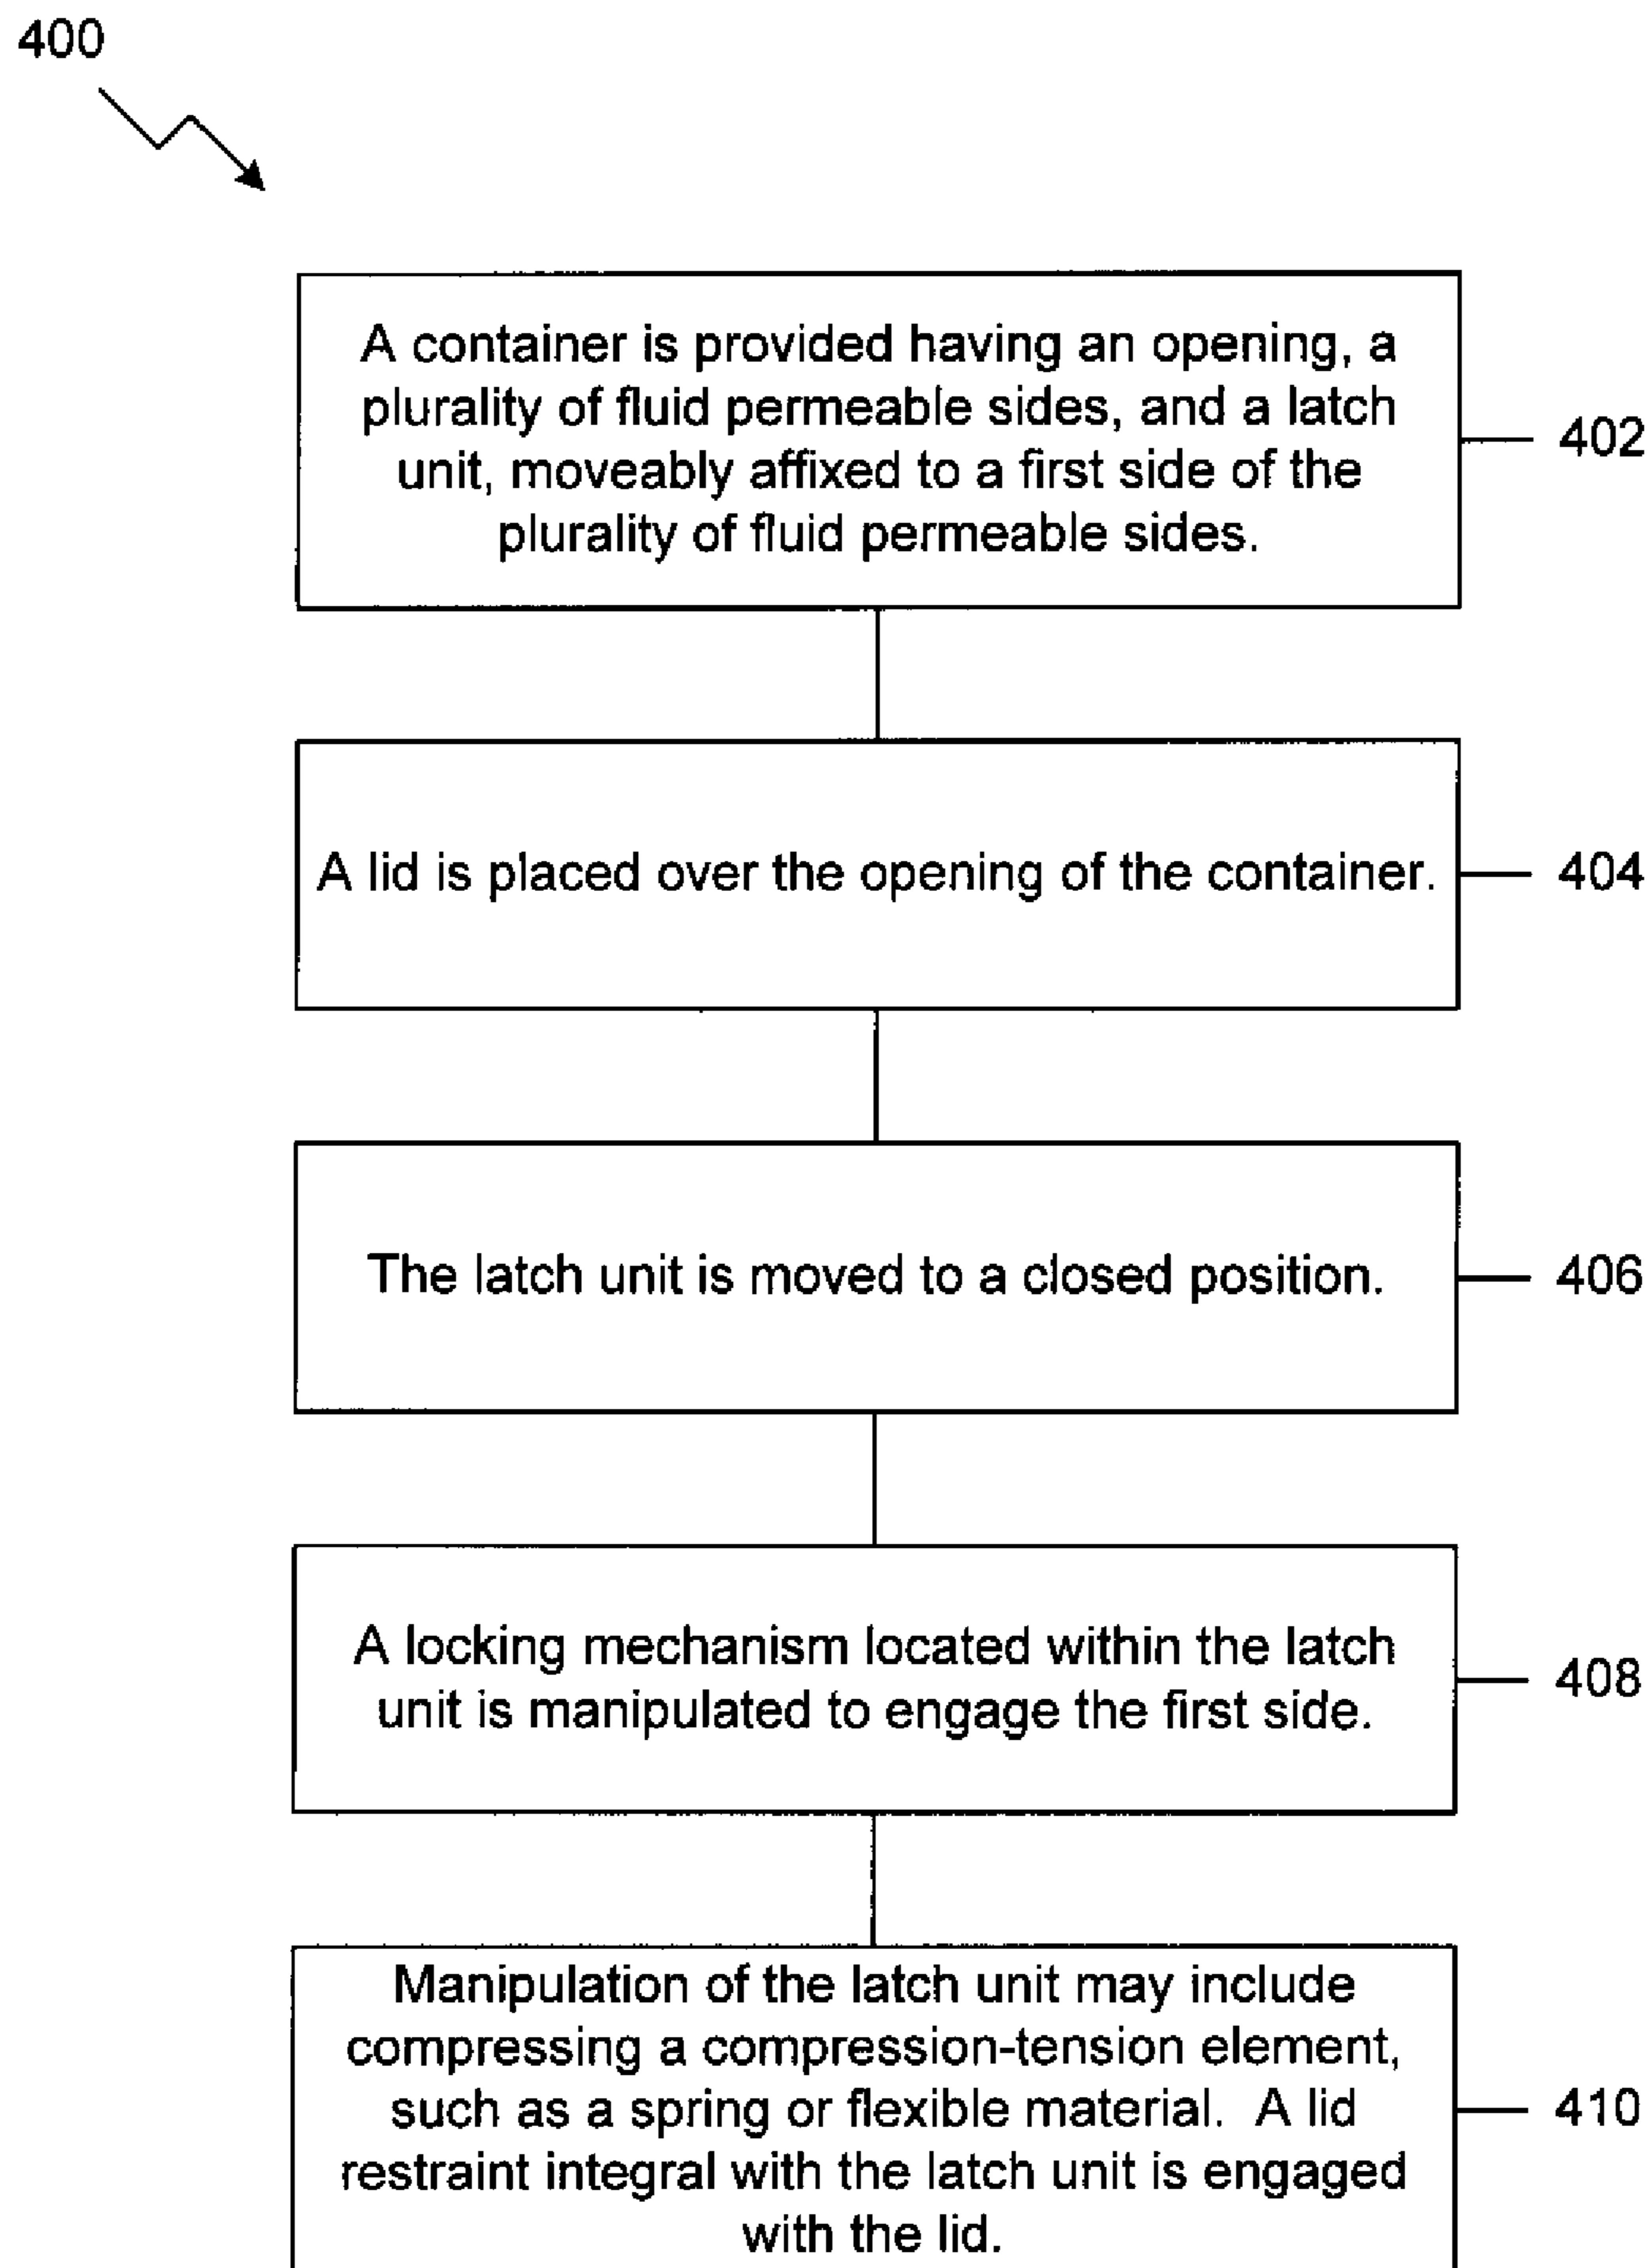 400
A container is provided having an opening, a
plurality of fluid permeable sides, and a latch
unit, moveably affixed to a first side of the
plurality of fluid permeable sides.
402
A lid is placed over the opening of the container.
404
The latch unit is moved to a closed position.
406
A locking mechanism located within the latch
unit is manipulated to engage the first side.
408
Manipulation of the latch unit may include
compressing a compression-tension element,
such as a spring or flexible material.  A lid
restraint integral with the latch unit is engaged
with the lid.
410